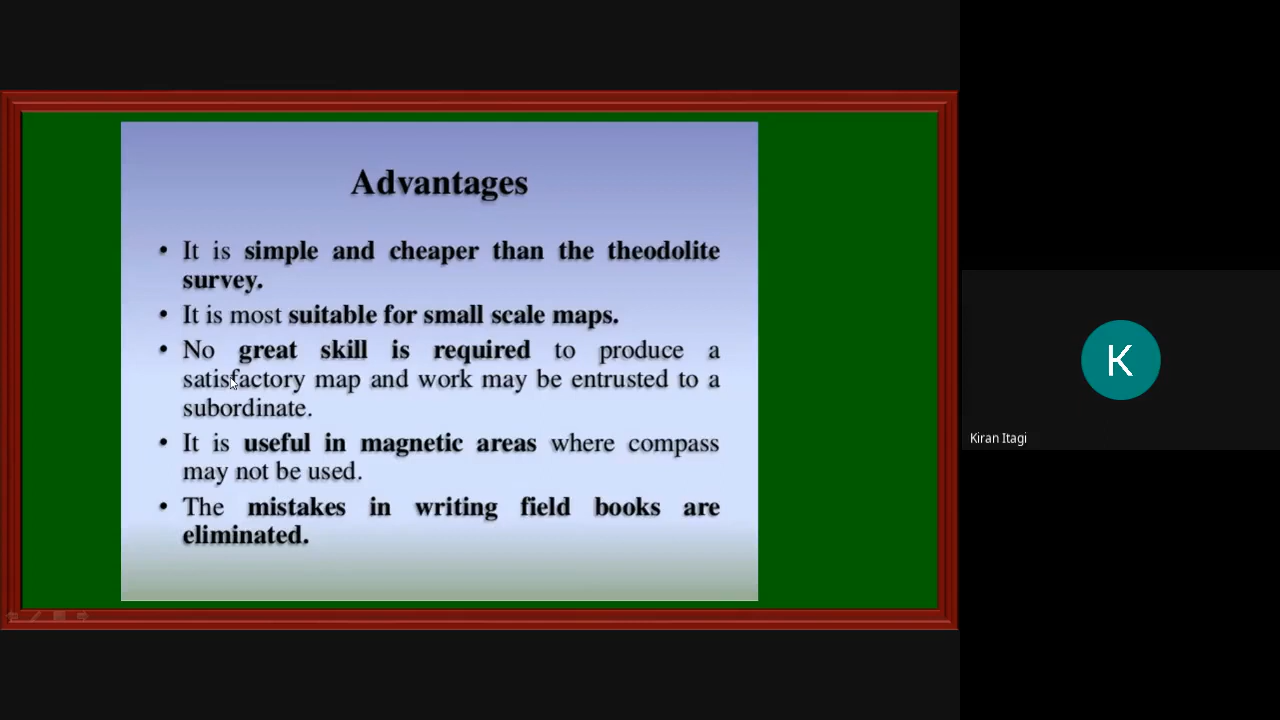 Advantages
• It is simple and cheaper than the theodolite
survey.
• It is most suitable for small scale maps.
• No great skill is required to produce a
satisfactory map and work may be entrusted to a
subordinate.
• It is useful in magnetic areas where compass
may not be used.
• The mistakes in writing field books are
eliminated.
K
Kiran Itagi